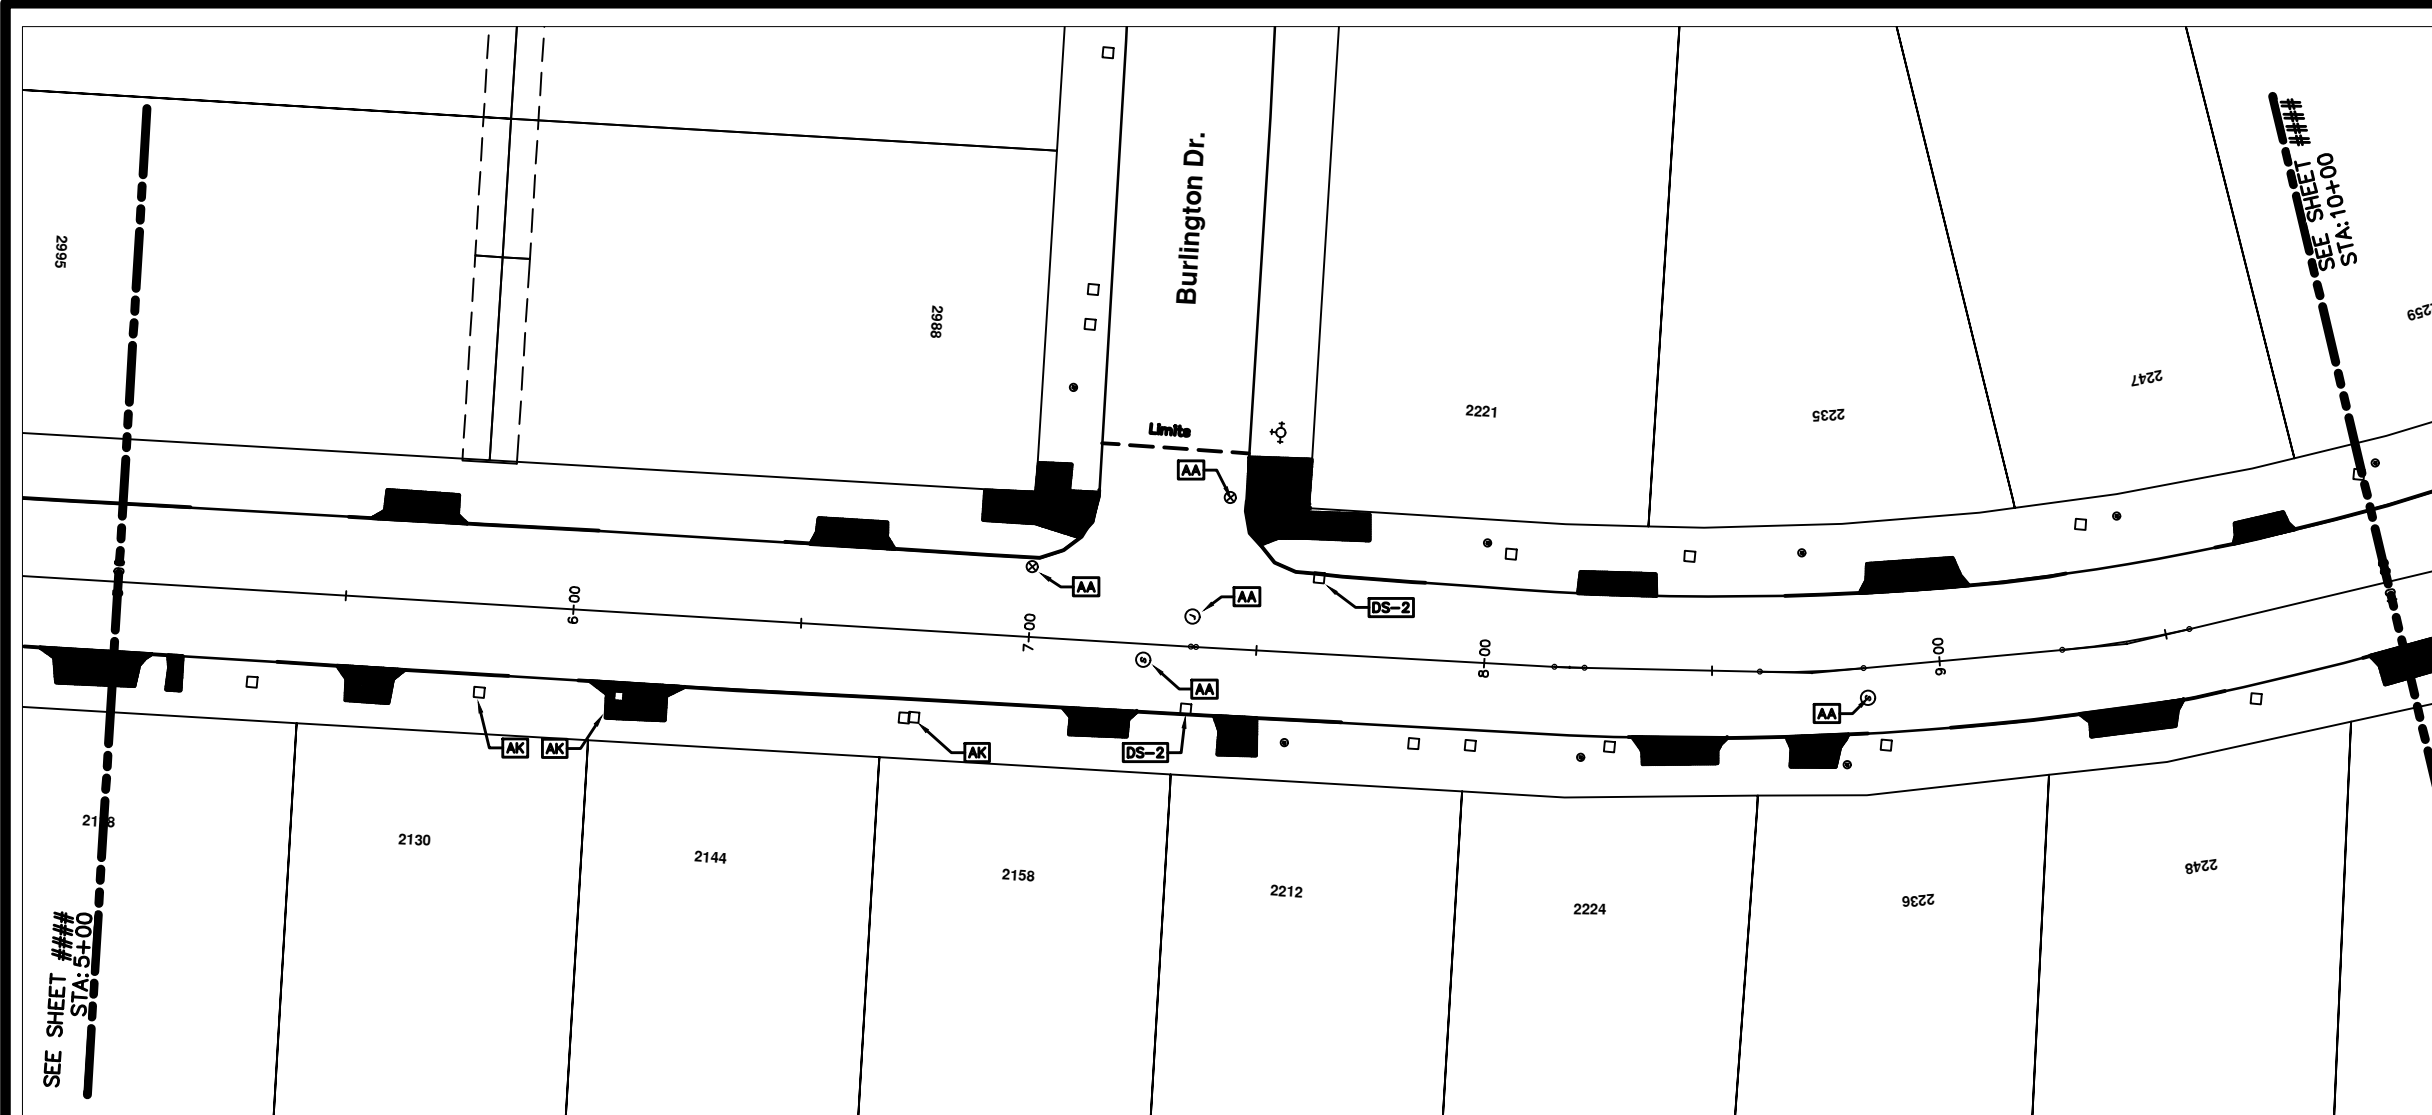 2995
2988
Burlington Dr.
2221
2235
2247
SEE SHEET ####
STA:10+00
Limits
AA
AA
AA
DS-2
6+00
7+00
8+00
9+00
AA
AA
AK
AK
AK
DS-2
2130
2144
2158
2212
2224
2236
2248
SEE SHEET ####
STA:5+00